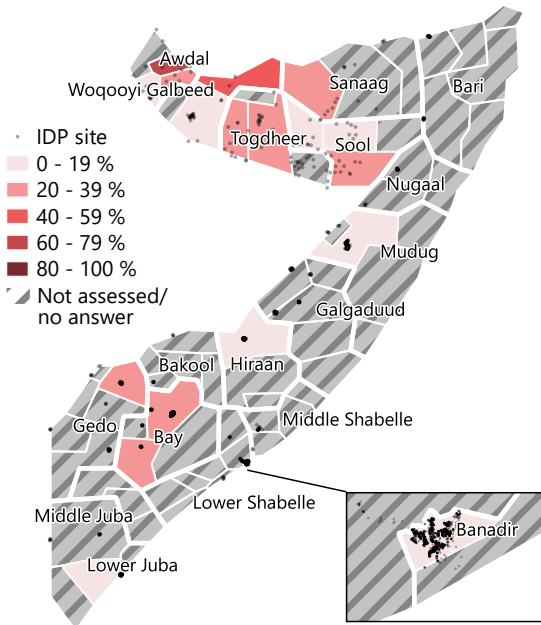 Awdal
Woqooyi Galbeed
Sanaag
Bari
Togdheer
Sool
Nugaal
IDP site
0 - 19 %
20 - 39 %
40 - 59 %
60 - 79 %
80 - 100 %
Not assessed/
no answer
Mudug
Galgaduud
Bakool
Hiraan
Gedo
Bay
Middle Shabelle
Lower Shabelle
Middle Juba
Banadir
Lower Juba